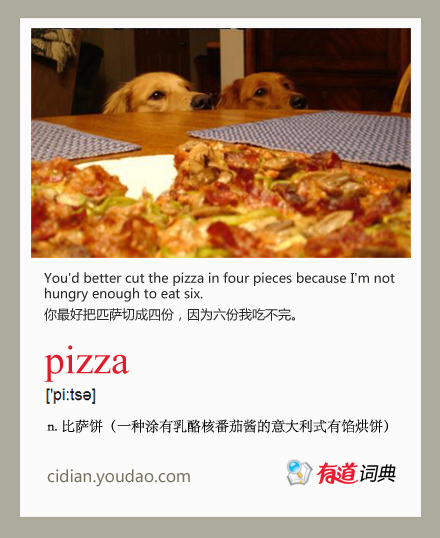 You'd better cut the pizza in four pieces because I'm not
hungry enough to eat six.
你最好把匹萨切成四份，因为六份我吃不完。
pizza
['pi:tsə]
n. 比萨饼（一种涂有乳酪核番茄酱的意大利式有馅烘饼）
cidian.youdao.com
有道词典